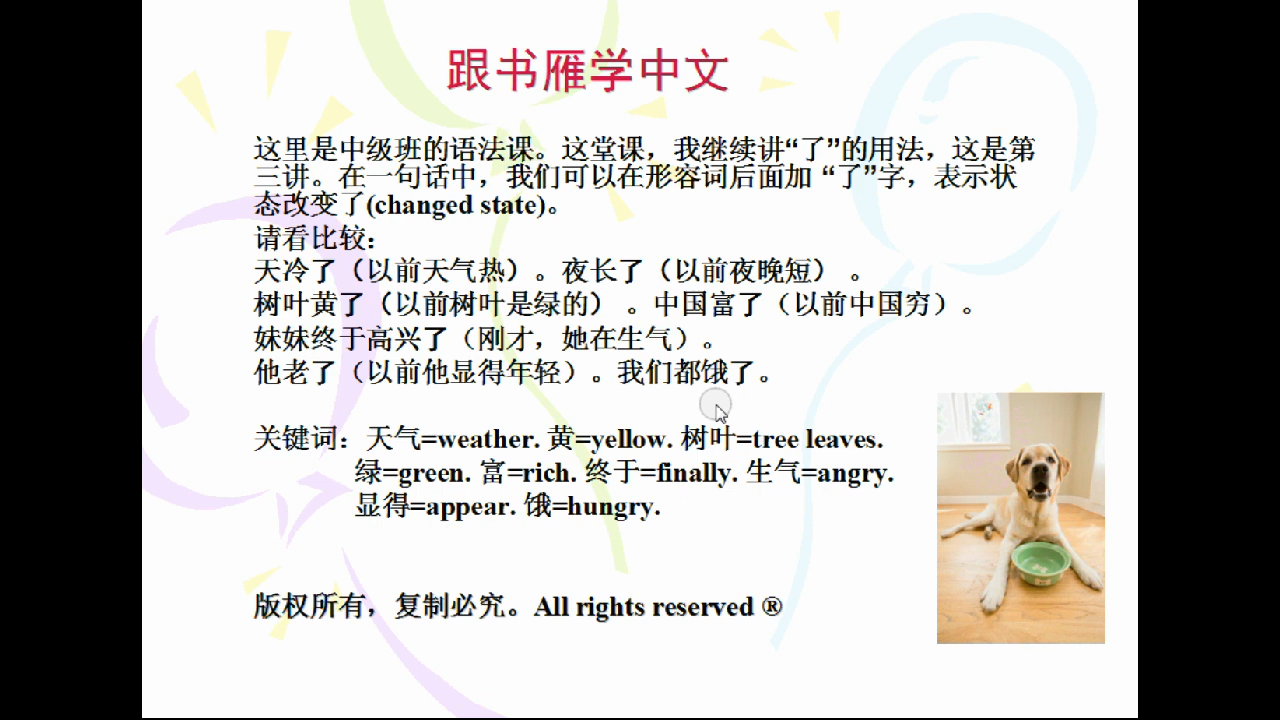 跟书雁学中文
这里是中级班的语法课。这堂课，我继续讲“了”的用法，这是第
三讲。在一句话中，我们可以在形容词后面加 “了”字，表示状
态改变了(changed state)。
请看比较：
天冷了（以前天气热）。夜长了（以前夜晚短） 。
树叶黄了（以前树叶是绿的） 。中国富了（以前中国穷）。
妹妹终于高兴了（刚才，她在生气）。
他老了（以前他显得年轻）。我们都饿了。
关键词：天气=weather. 黄=yellow. 树叶=tree leaves.
绿=green. 富=rich. 终于=finally. 生气=angry.
显得=appear. 饿=hungry.
版权所有，复制必究。All rights reserved ®